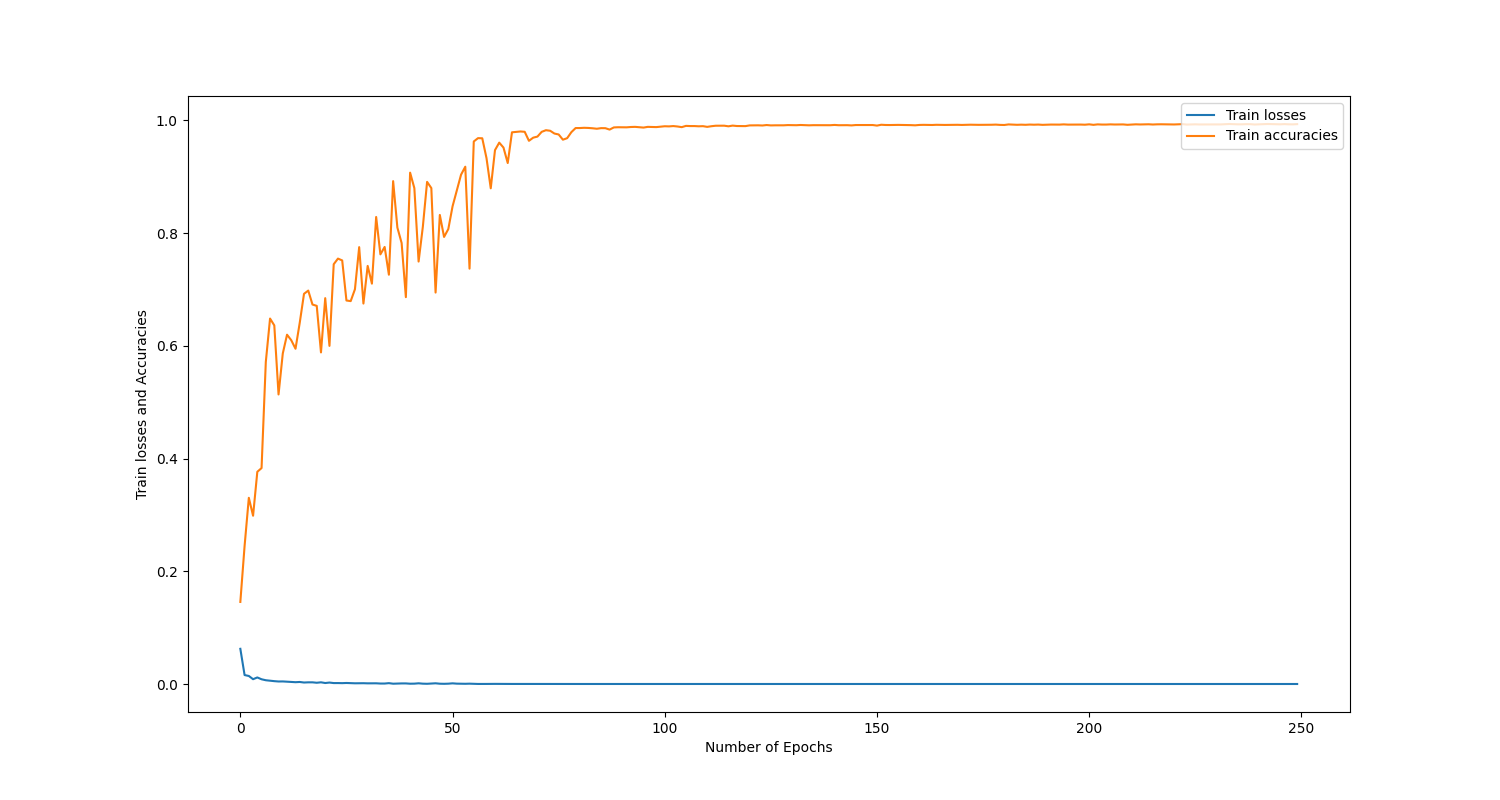 Train losses
Train accuracies
1.0
0.8
0.6
0.4
0.2
0.0
Train losses and Accuracies
0 50 100 150 200 250
Number of Epochs